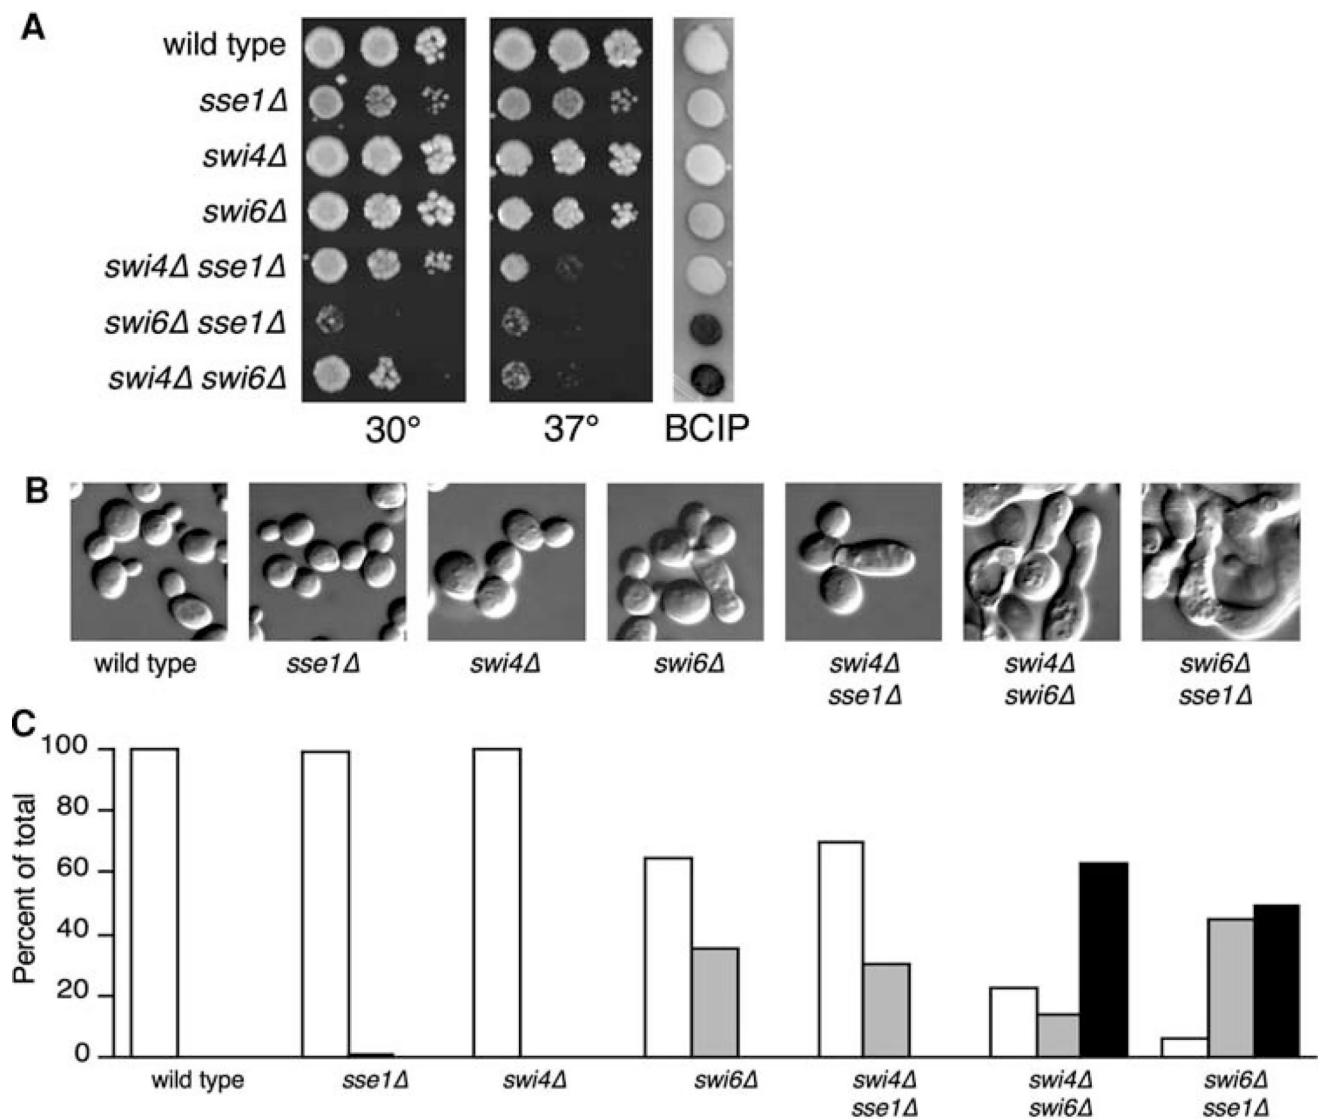 A
wild type
sse1Δ
swi4Δ
swi6Δ
swi4Δ sse1Δ
swi6Δ sse1Δ
swi4Δ swi6Δ
30°
37°
BCIP
B
wild type
sse1Δ
swi4Δ
swi6Δ
swi4Δ
sse1Δ
swi4Δ
swi6Δ
swi6Δ
sse1Δ
C
Percent of total
100
80
60
40
20
0
wild type
sse1Δ
swi4Δ
swi6Δ
swi4Δ
sse1Δ
swi4Δ
swi6Δ
swi6Δ
sse1Δ